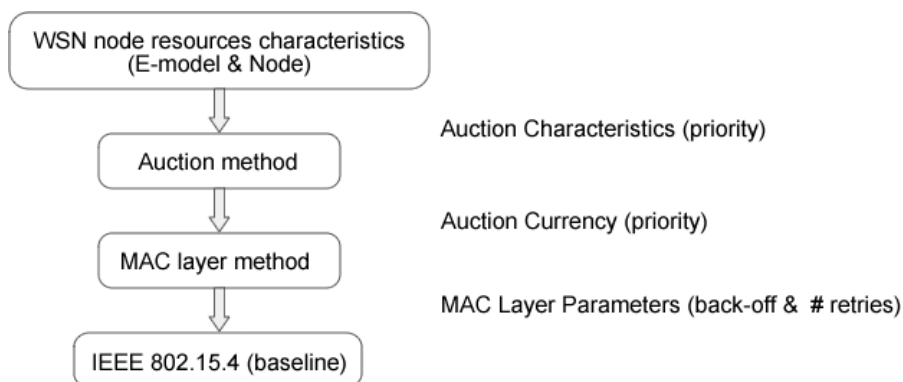 WSN node resources characteristics
(E-model & Node)
Auction Characteristics (priority)
Auction method
Auction Currency (priority)
MAC layer method
MAC Layer Parameters (back-off & # retries)
IEEE 802.15.4 (baseline)